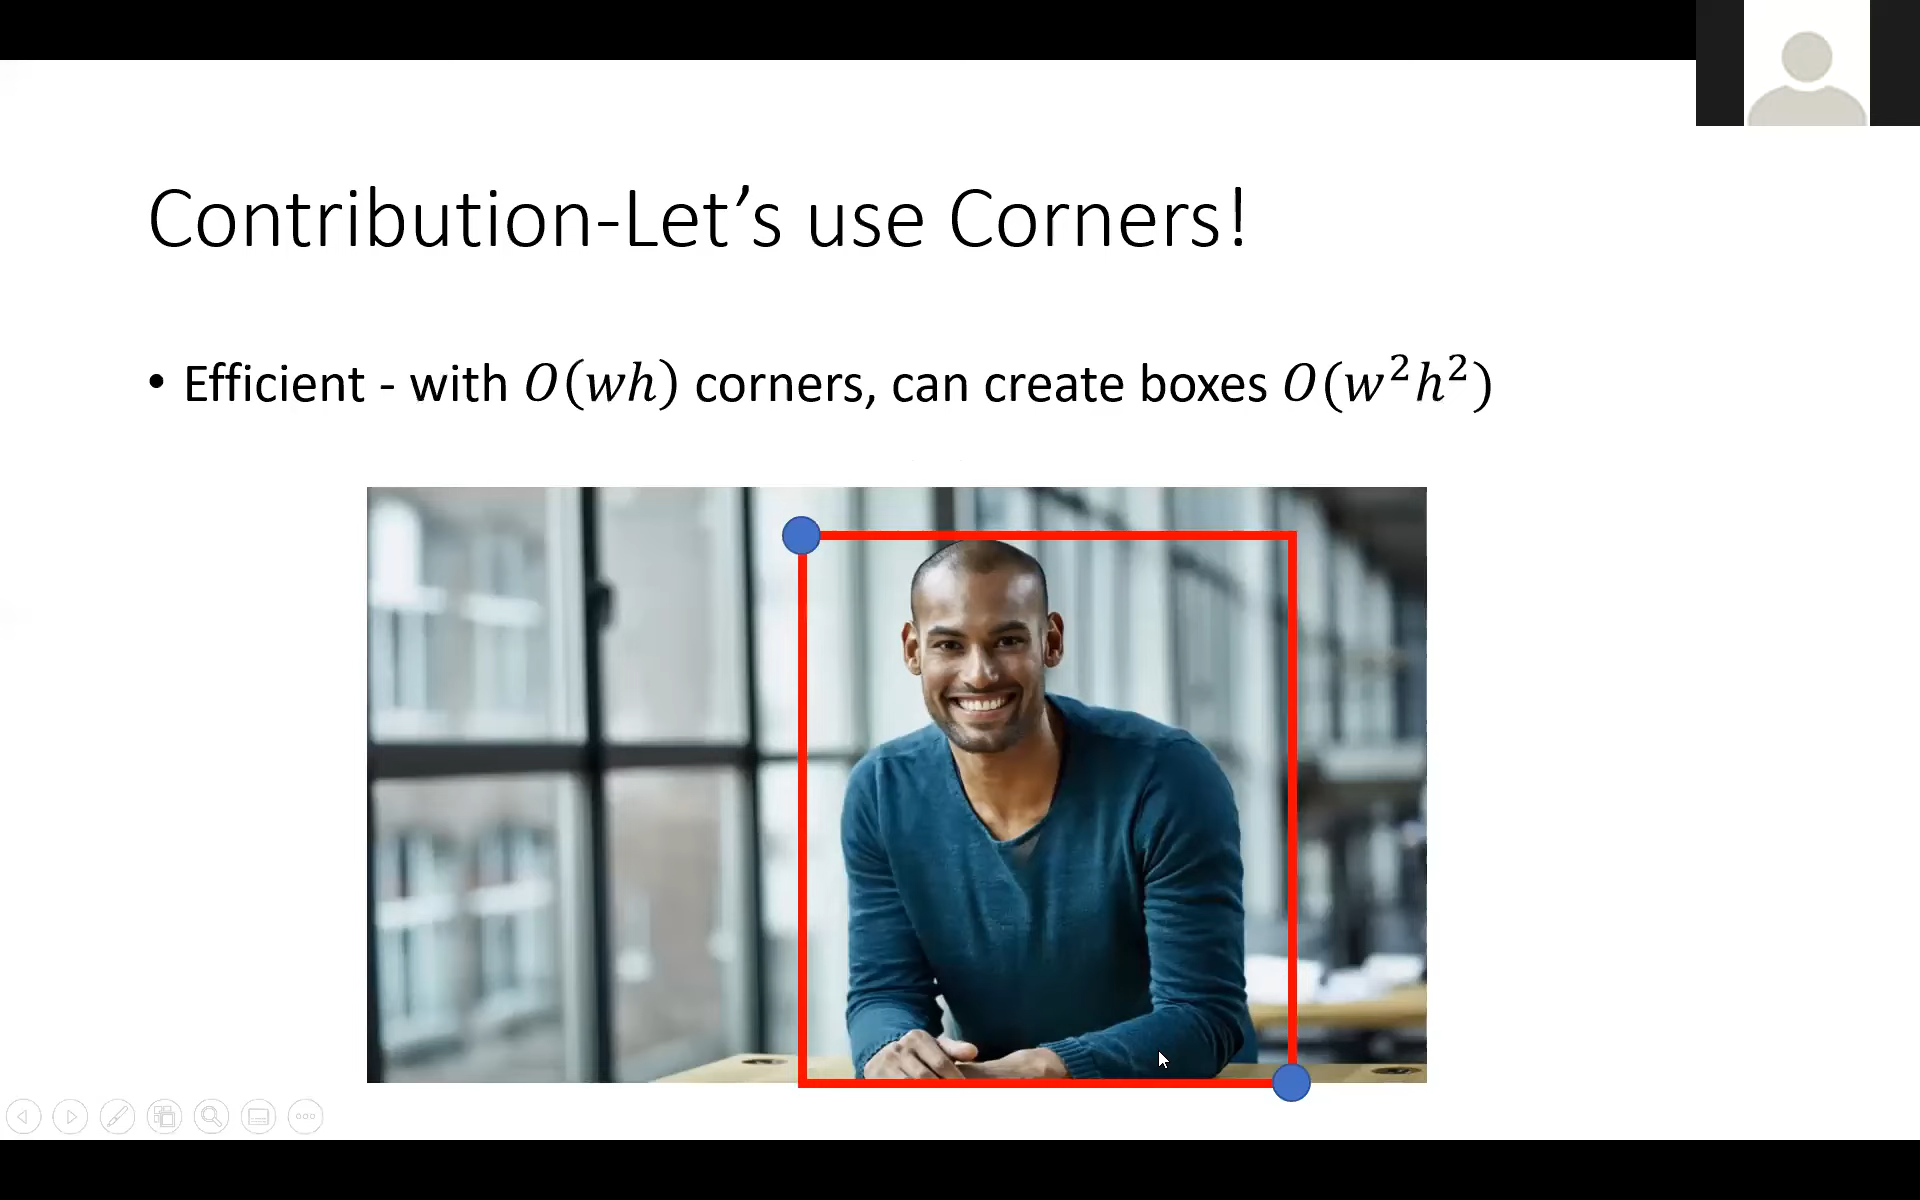 Contribution-Let’s use Corners!
• Efficient - with O(wh) corners, can create boxes O(w²h²)